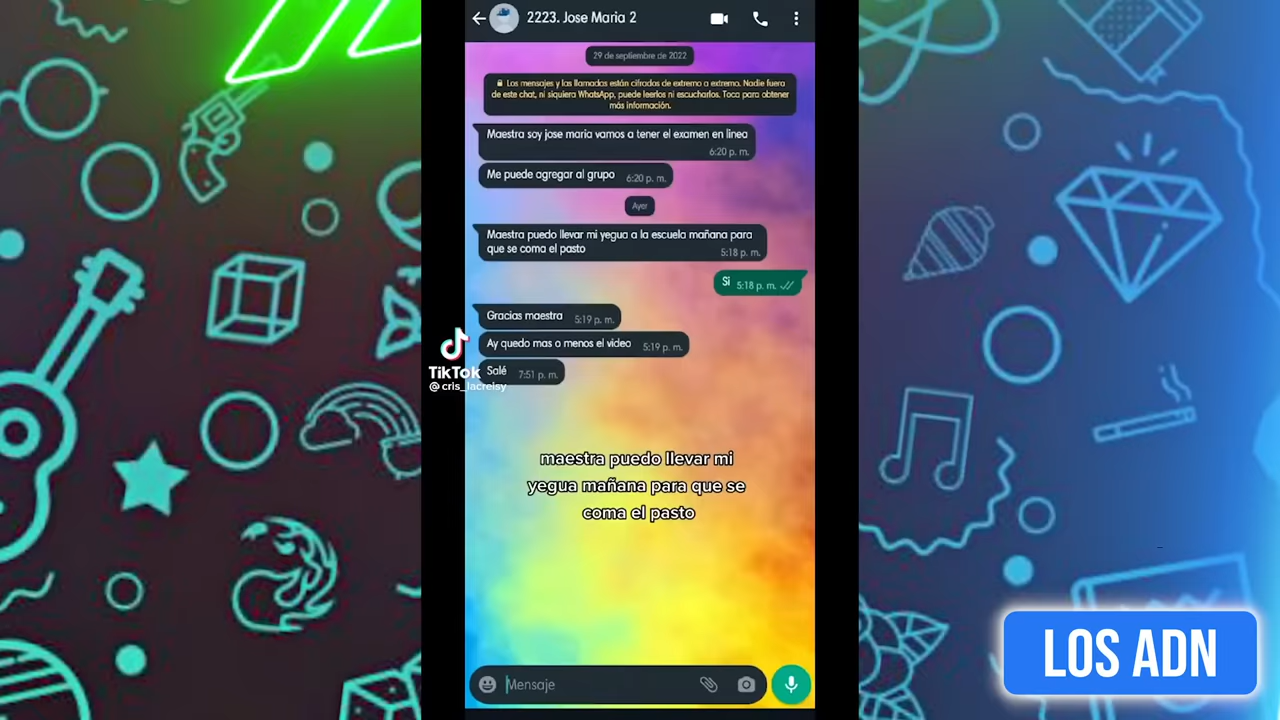 2223. Jose Maria 2
29 de septiembre de 2022
Los mensajes y las llamadas están cifrados de extremo a extremo. Nadie fuera
de este chat, ni siquiera WhatsApp, puede leerlos ni escucharlos. Toca para obtener
más información.
Maestra soy jose maria vamos a tener el examen en linea
6:20 p. m.
Me puede agregar al grupo 6:20 p. m.
Ayer
Maestra puedo llevar mi yegua a la escuela mañana para
que se coma el pasto 5:18 p. m.
Si 5:18 p. m.
Gracias maestra 5:19 p. m.
Ay quedo mas o menos el video 5:19 p. m.
TikTok
Salé 7:51 p. m.
@cris_lacreisy
maestra puedo llevar mi
yegua mañana para que se
coma el pasto
LOS ADN
Mensaje